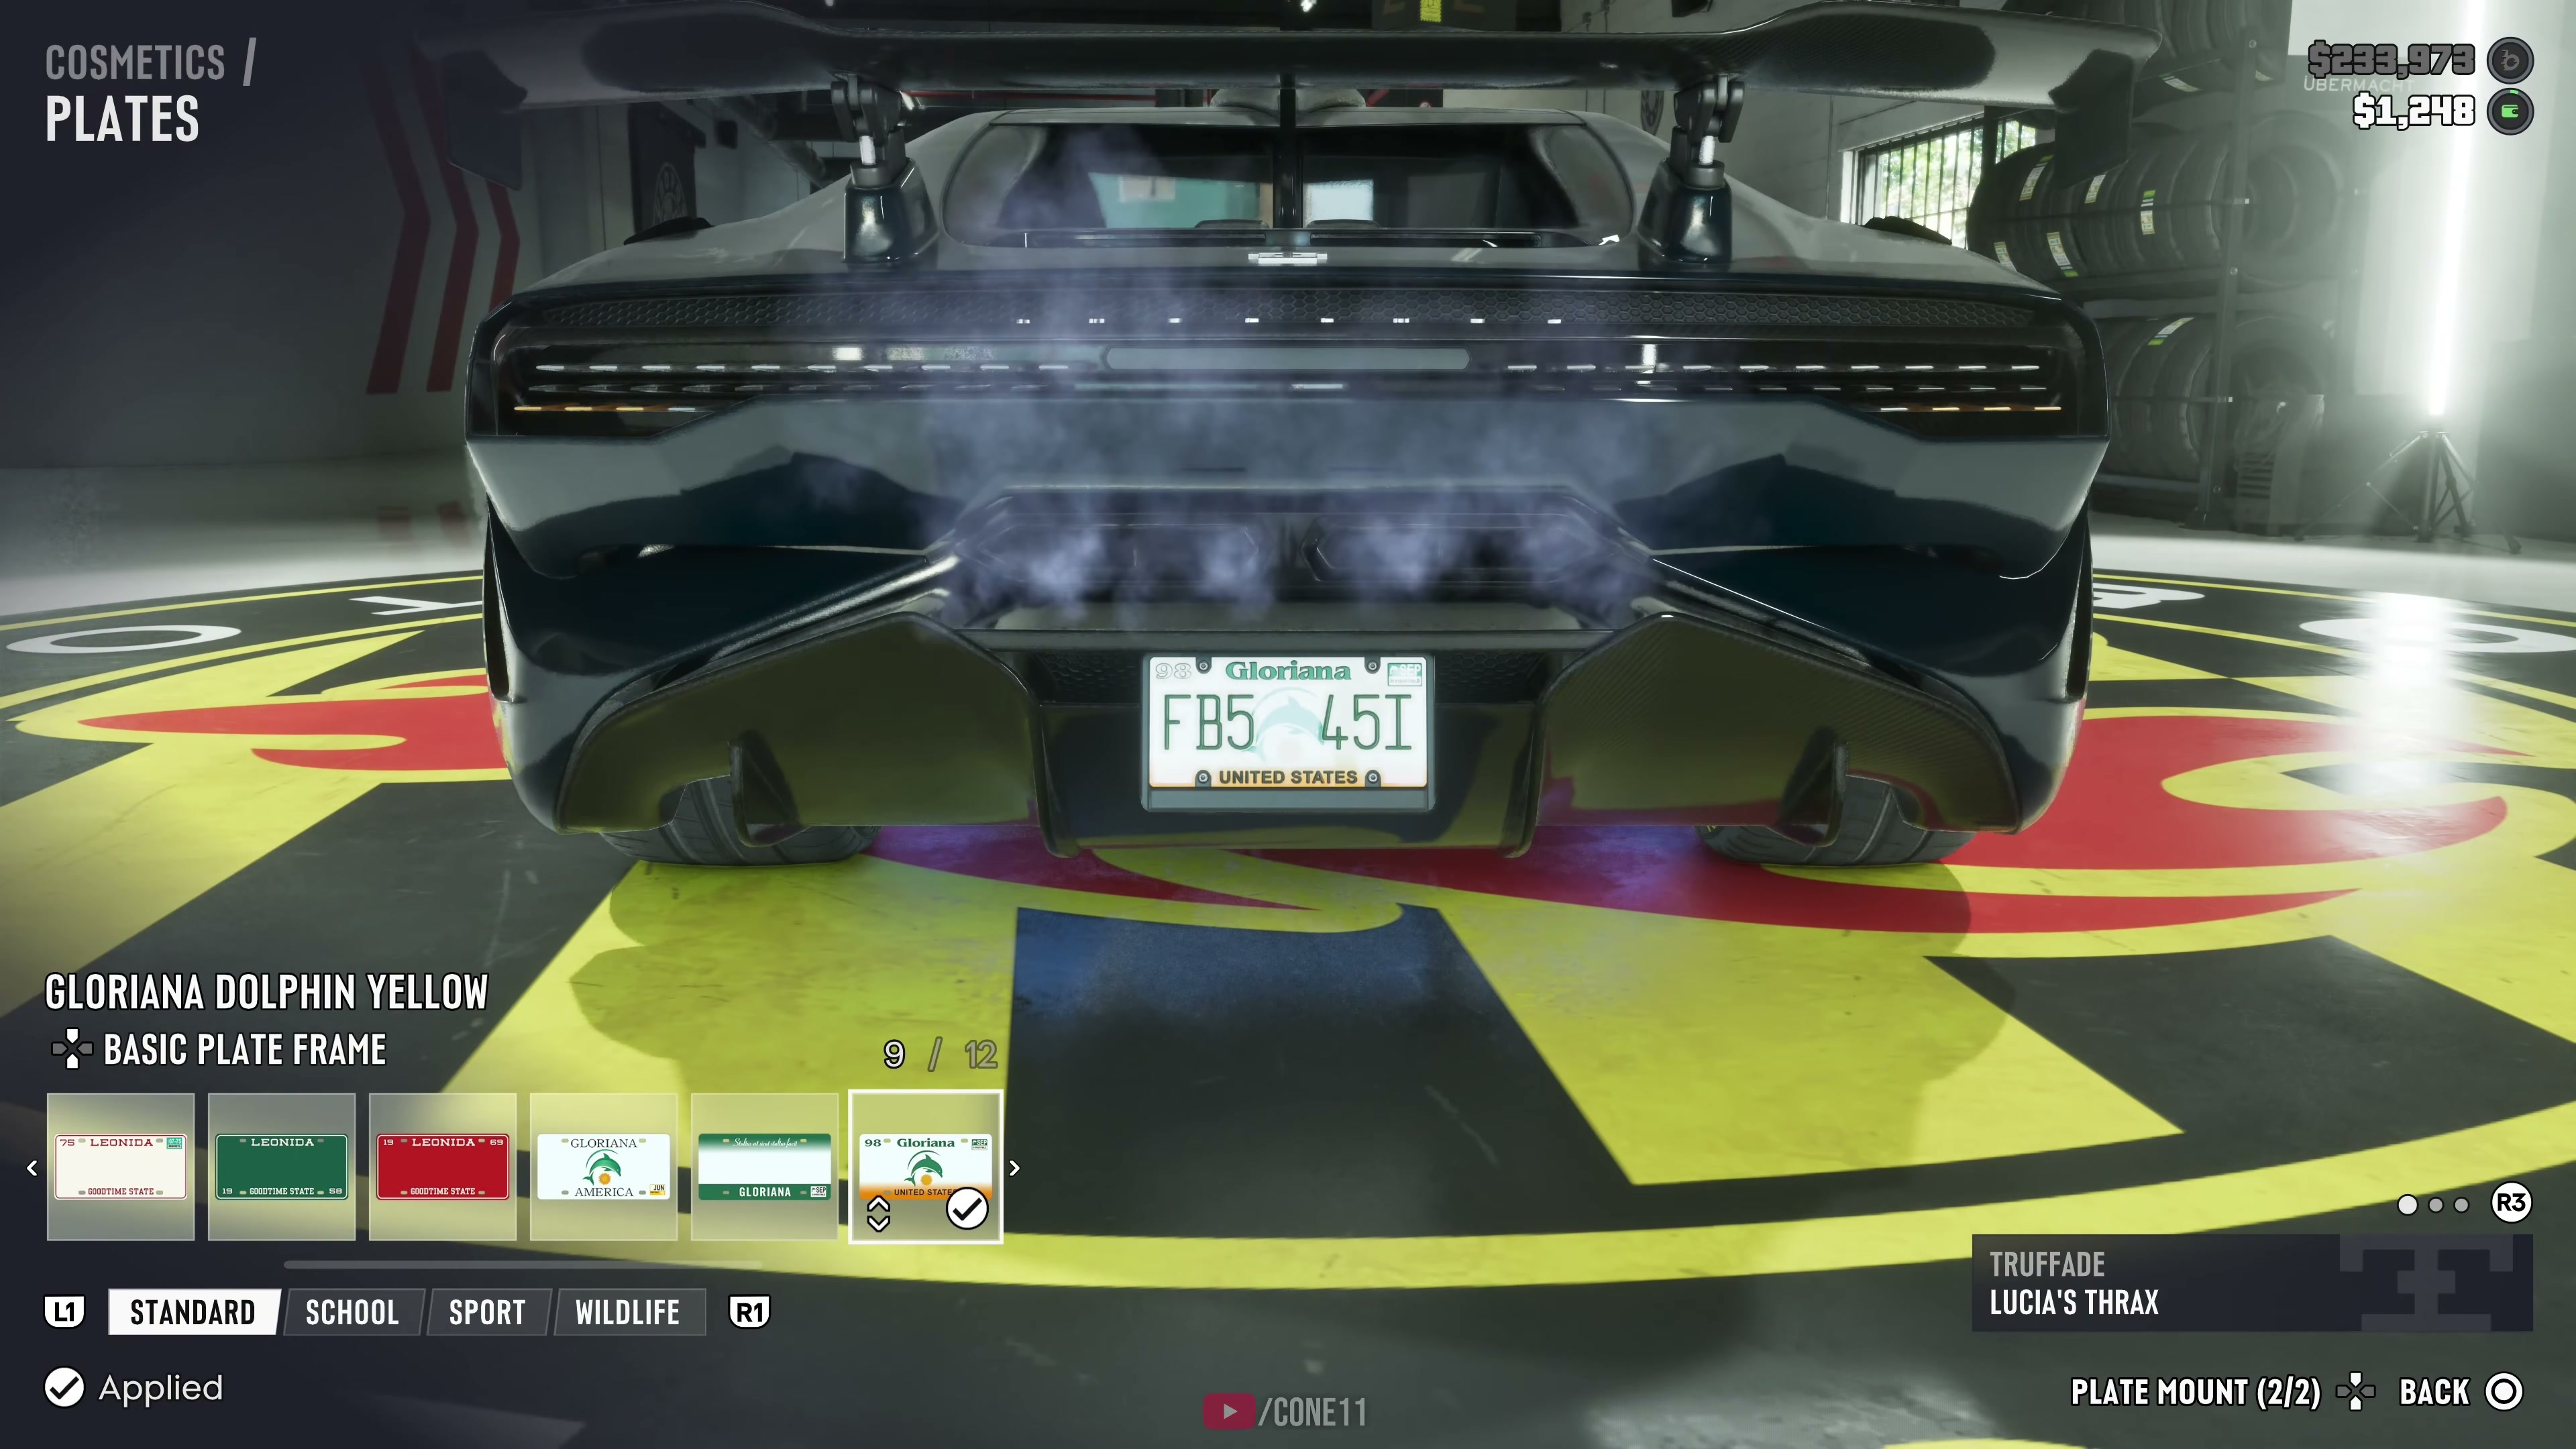 COSMETICS /
PLATES
$233,973
ÜBERMACHT
$1,248
98 Gloriana SEP
FB5 45I
UNITED STATES
GLORIANA DOLPHIN YELLOW
BASIC PLATE FRAME
9 / 12
75 LEONIDA
GOODTIME STATE
LEONIDA
19 GOODTIME STATE 58
19 LEONIDA 69
GOODTIME STATE
GLORIANA
AMERICA JUN
GLORIANA SEP
98 Gloriana SEP
UNITED STATES
R3
TRUFFADE
LUCIA'S THRAX
L1 STANDARD SCHOOL SPORT WILDLIFE R1
Applied
/CONE11
PLATE MOUNT (2/2) BACK